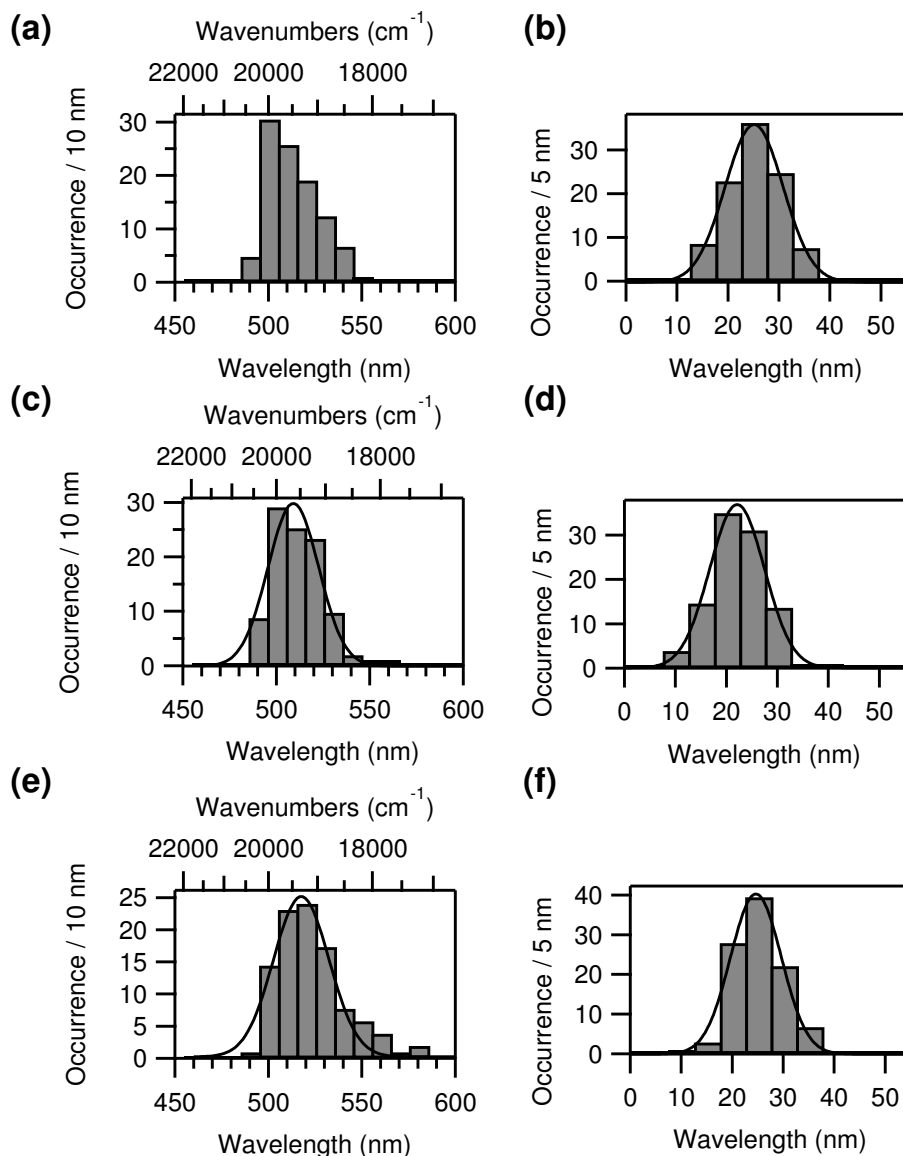 (a)
Wavenumbers (cm-1)
22000 20000 18000
Occurrence / 10 nm
30
20
10
0
450 500 550 600
Wavelength (nm)
(b)
Occurrence / 5 nm
30
20
10
0
0 10 20 30 40 50
Wavelength (nm)
(c)
Wavenumbers (cm-1)
22000 20000 18000
Occurrence / 10 nm
30
20
10
0
450 500 550 600
Wavelength (nm)
(d)
Occurrence / 5 nm
30
20
10
0
0 10 20 30 40 50
Wavelength (nm)
(e)
Wavenumbers (cm-1)
22000 20000 18000
Occurrence / 10 nm
25
20
15
10
5
0
450 500 550 600
Wavelength (nm)
(f)
Occurrence / 5 nm
40
30
20
10
0
0 10 20 30 40 50
Wavelength (nm)